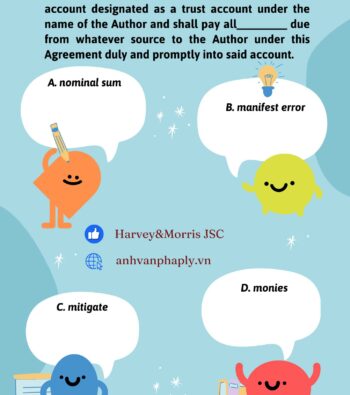 account designated as a trust account under the
name of the Author and shall pay all________ due
from whatever source to the Author under this
Agreement duly and promptly into said account.
A. nominal sum
B. manifest error
Harvey&Morris JSC
anhvanphaply.vn
C. mitigate
D. monies